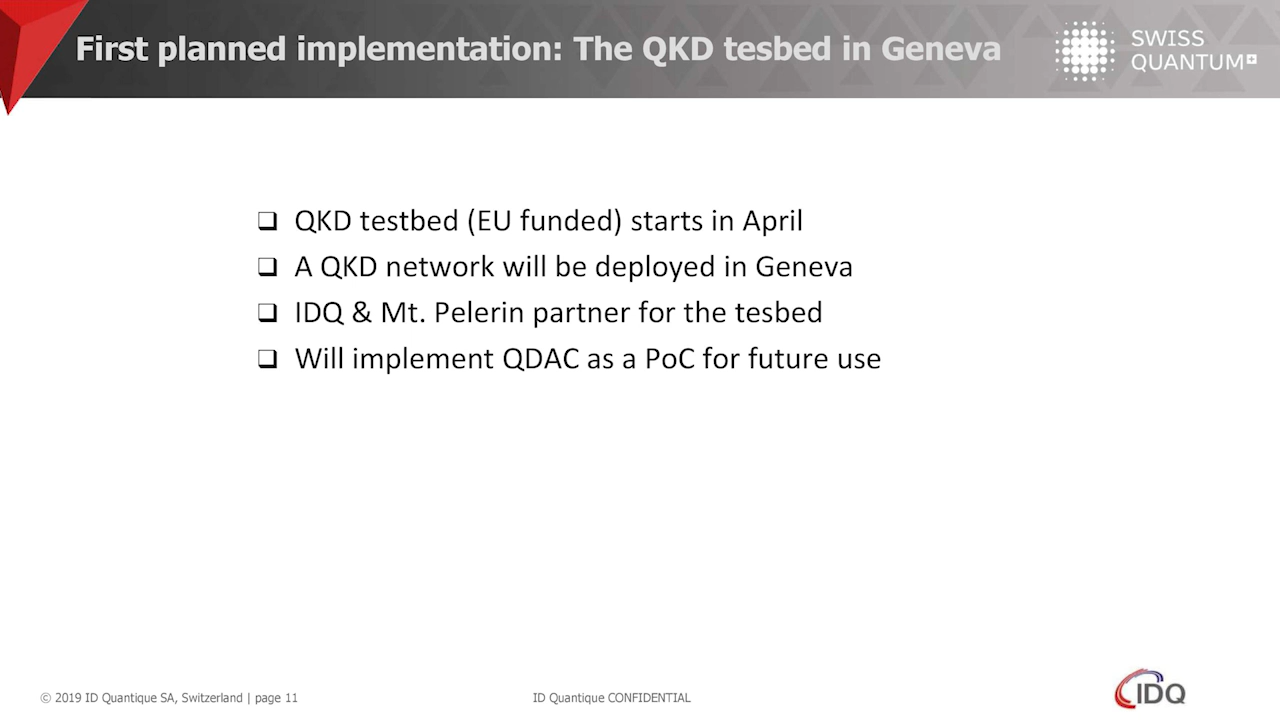 First planned implementation: The QKD tesbed in Geneva
SWISS
QUANTUM
❑ QKD testbed (EU funded) starts in April
❑ A QKD network will be deployed in Geneva
❑ IDQ & Mt. Pelerin partner for the tesbed
❑ Will implement QDAC as a PoC for future use
© 2019 ID Quantique SA, Switzerland | page 11
ID Quantique CONFIDENTIAL
IDQ